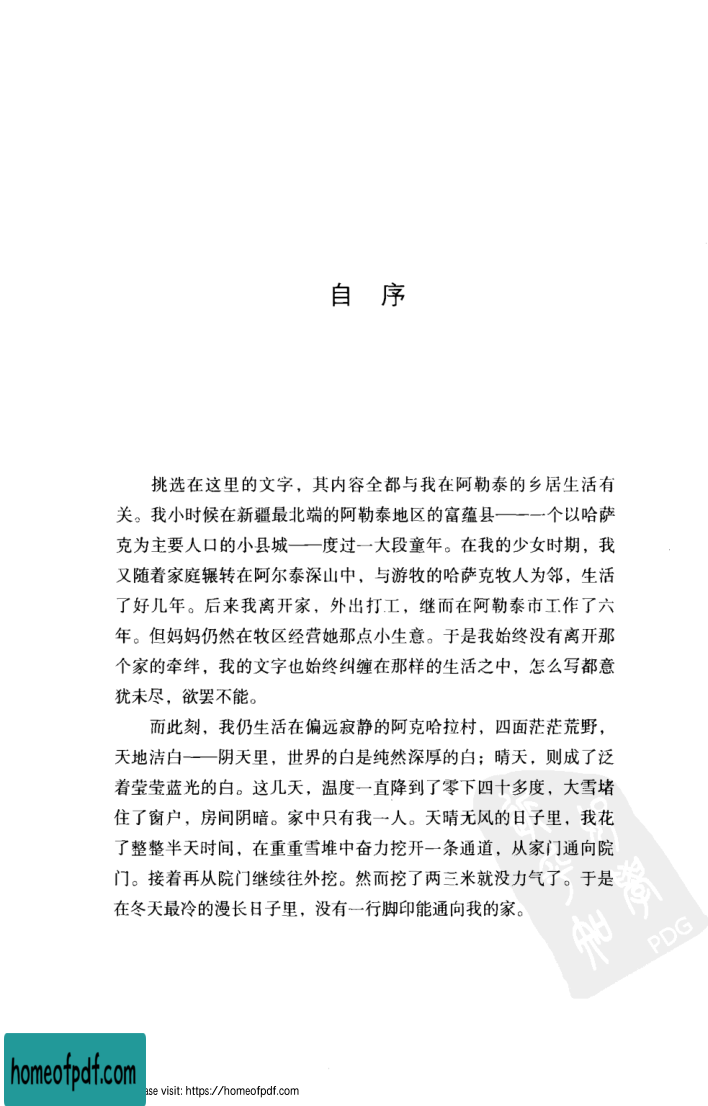 自 序
挑选在这里的文字，其内容全都与我在阿勒泰的乡居生活有
关。我小时候在新疆最北端的阿勒泰地区的富蕴县——一个以哈萨
克为主要人口的小县城——度过一大段童年。在我的少女时期，我
又随着家庭辗转在阿尔泰深山中，与游牧的哈萨克牧人为邻，生活
了好几年。后来我离开家，外出打工，继而在阿勒泰市工作了六
年。但妈妈仍然在牧区经营她那点小生意。于是我始终没有离开那
个家的牵绊，我的文字也始终纠缠在那样的生活之中，怎么写都意
犹未尽，欲罢不能。
而此刻，我仍生活在偏远寂静的阿克哈拉村，四面茫茫荒野，
天地洁白——阴天里，世界的白是纯然深厚的白；晴天，则成了泛
着莹莹蓝光的白。这几天，温度一直降到了零下四十多度，大雪堵
住了窗户，房间阴暗。家中只有我一人。天晴无风的日子里，我花
了整整半天时间，在重重雪堆中奋力挖开一条通道，从家门通向院
门。接着再从院门继续往外挖。然而挖了两三米就没力气了。于是
在冬天最冷的漫长日子里，没有一行脚印能通向我的家。
PDG
homeofpdf.com
ase visit: https://homeofpdf.com